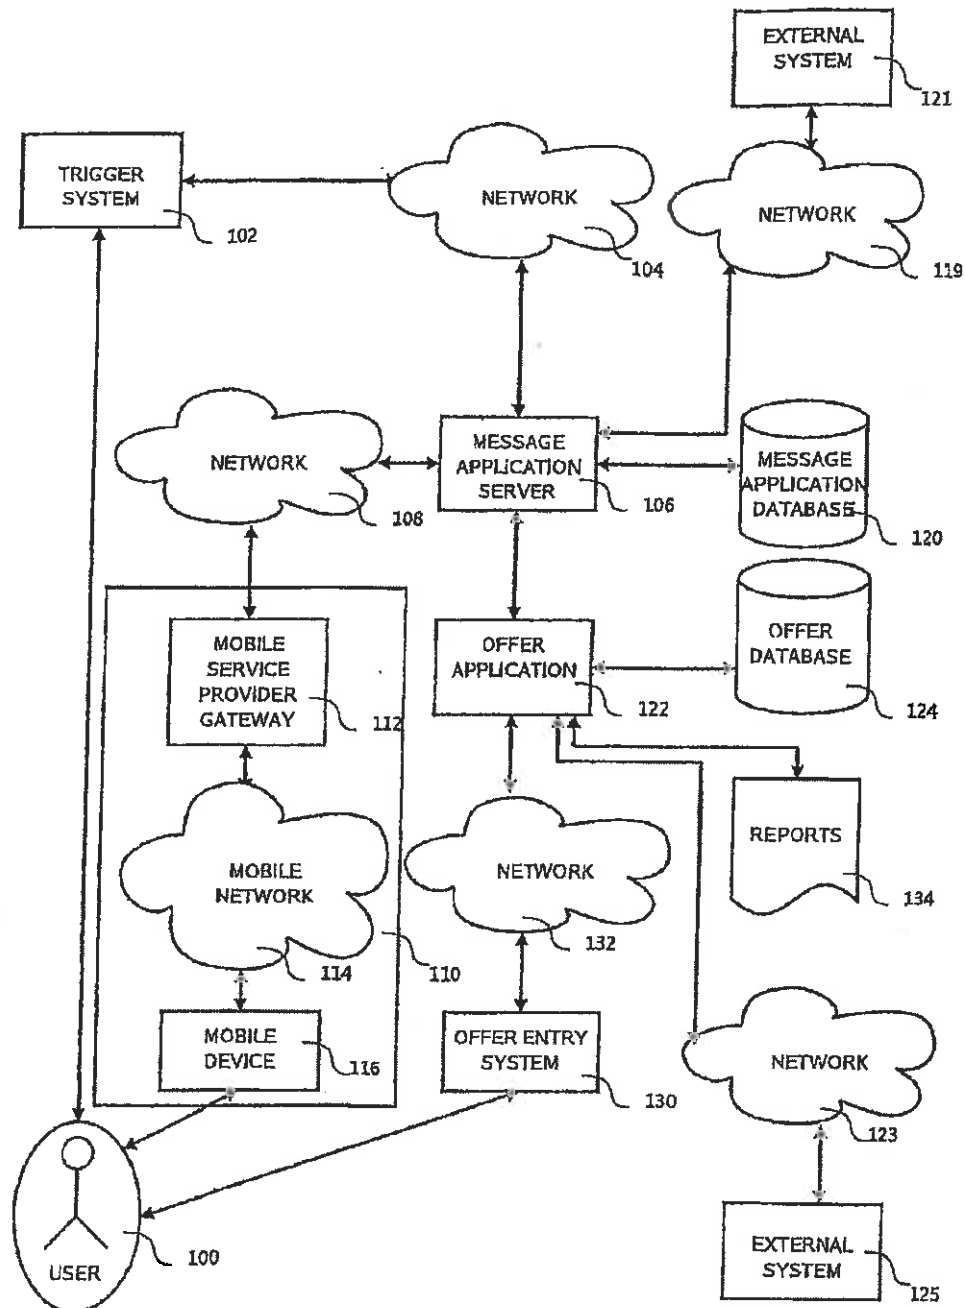 EXTERNAL
SYSTEM
121
TRIGGER
SYSTEM
102
NETWORK
104
NETWORK
119
NETWORK
108
MESSAGE
APPLICATION
SERVER
106
MESSAGE
APPLICATION
DATABASE
120
MOBILE
SERVICE
PROVIDER
GATEWAY
112
OFFER
APPLICATION
122
OFFER
DATABASE
124
MOBILE
NETWORK
114
110
NETWORK
132
REPORTS
134
MOBILE
DEVICE
116
OFFER ENTRY
SYSTEM
130
NETWORK
123
USER
100
EXTERNAL
SYSTEM
125